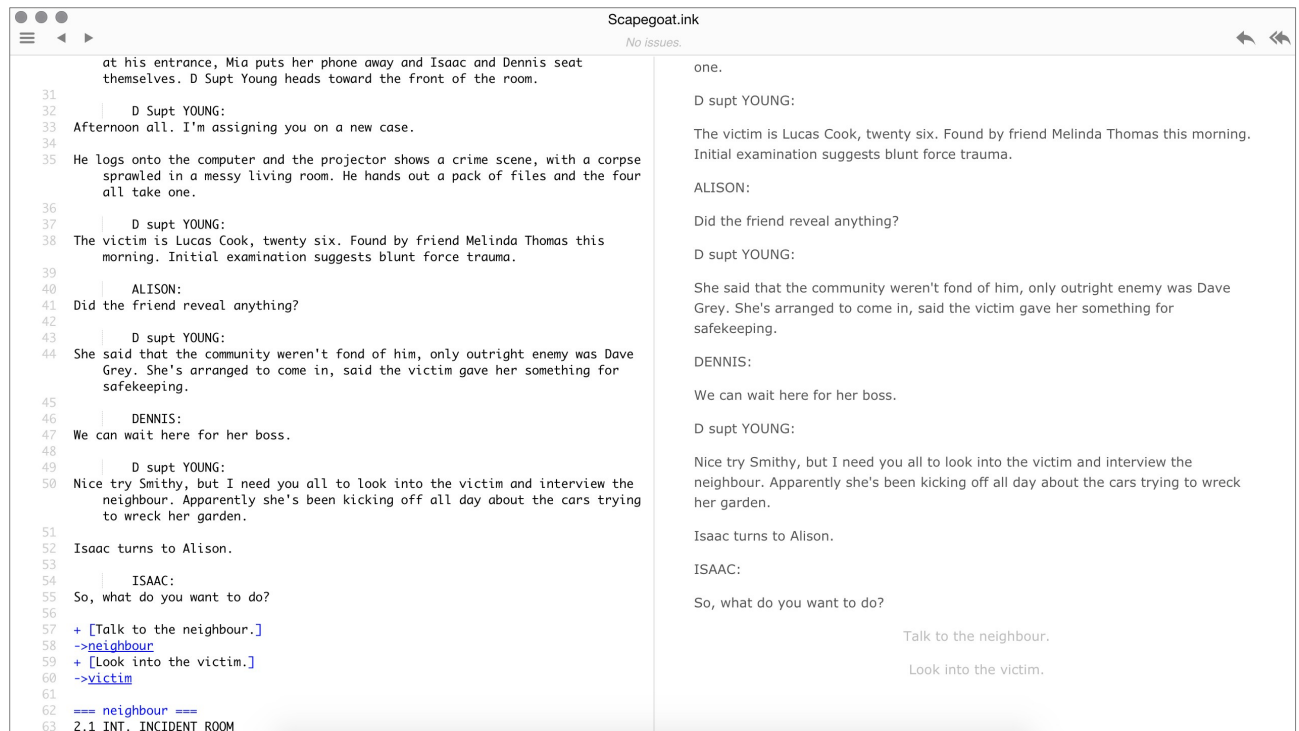 Scapegoat.ink
No issues.
at his entrance, Mia puts her phone away and Isaac and Dennis seat
themselves. D Supt Young heads toward the front of the room.
31
32 D Supt YOUNG:
33 Afternoon all. I'm assigning you on a new case.
34
35 He logs onto the computer and the projector shows a crime scene, with a corpse
sprawled in a messy living room. He hands out a pack of files and the four
all take one.
36
37 D supt YOUNG:
38 The victim is Lucas Cook, twenty six. Found by friend Melinda Thomas this
morning. Initial examination suggests blunt force trauma.
39
40 ALISON:
41 Did the friend reveal anything?
42
43 D supt YOUNG:
44 She said that the community weren't fond of him, only outright enemy was Dave
Grey. She's arranged to come in, said the victim gave her something for
safekeeping.
45
46 DENNIS:
47 We can wait here for her boss.
48
49 D supt YOUNG:
50 Nice try Smithy, but I need you all to look into the victim and interview the
neighbour. Apparently she's been kicking off all day about the cars trying
to wreck her garden.
51
52 Isaac turns to Alison.
53
54 ISAAC:
55 So, what do you want to do?
56
57 + [Talk to the neighbour.]
58 ->neighbour
59 + [Look into the victim.]
60 ->victim
61
62 === neighbour ===
63 2.1 INT. INCIDENT ROOM
one.
D supt YOUNG:
The victim is Lucas Cook, twenty six. Found by friend Melinda Thomas this morning.
Initial examination suggests blunt force trauma.
ALISON:
Did the friend reveal anything?
D supt YOUNG:
She said that the community weren't fond of him, only outright enemy was Dave
Grey. She's arranged to come in, said the victim gave her something for
safekeeping.
DENNIS:
We can wait here for her boss.
D supt YOUNG:
Nice try Smithy, but I need you all to look into the victim and interview the
neighbour. Apparently she's been kicking off all day about the cars trying to wreck
her garden.
Isaac turns to Alison.
ISAAC:
So, what do you want to do?
Talk to the neighbour.
Look into the victim.